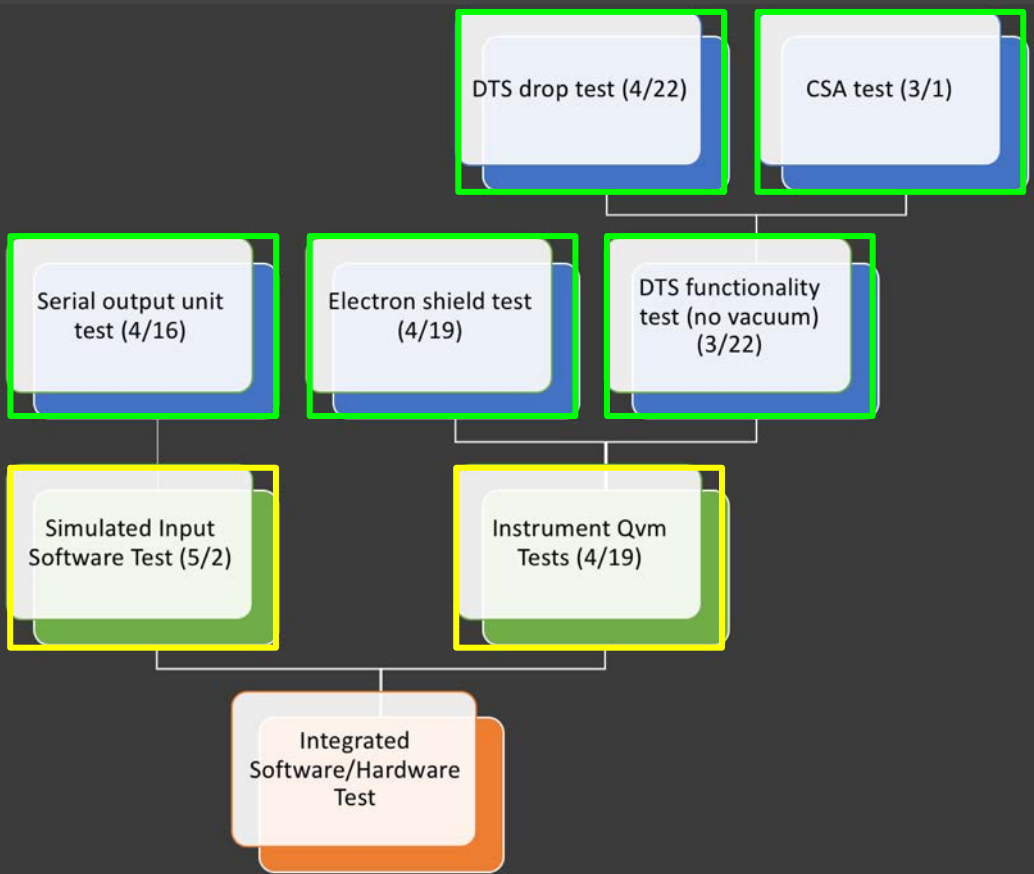 DTS drop test (4/22)
CSA test (3/1)
Serial output unit
test (4/16)
Electron shield test
(4/19)
DTS functionality
test (no vacuum)
(3/22)
Simulated Input
Software Test (5/2)
Instrument Qvm
Tests (4/19)
Integrated
Software/Hardware
Test